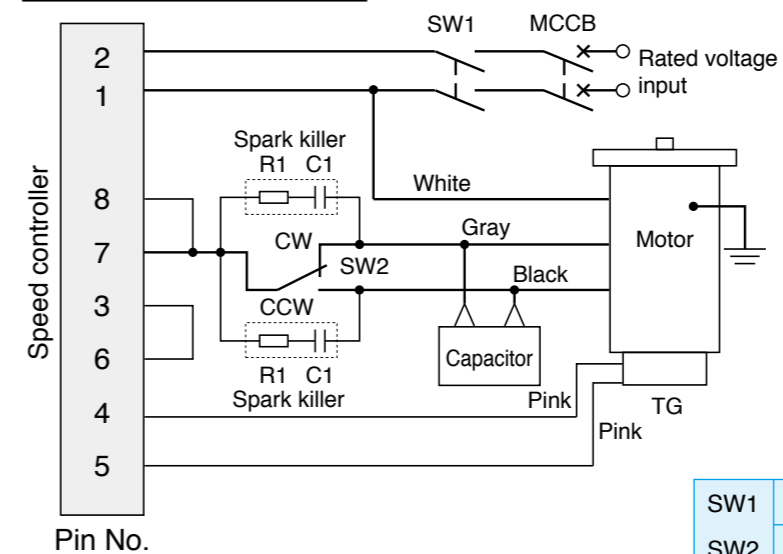 SW1 MCCB
2
Rated voltage
input
1
Spark killer
R1 C1
White
8
Gray
CW
7
SW2
Motor
Black
Speed controller
CCW
3
Capacitor
6
R1 C1
Spark killer
Pink
TG
4
Pink
5
Pin No.
SW1
SW2